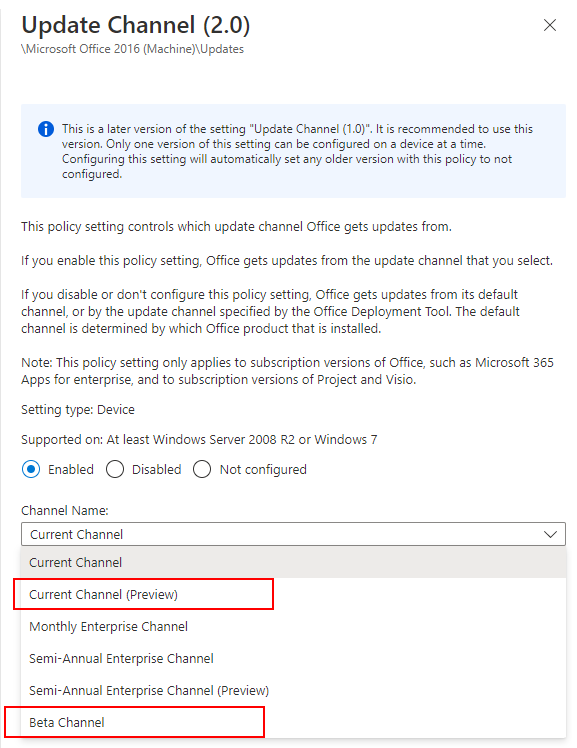 Update Channel (2.0)
\Microsoft Office 2016 (Machine)\Updates
This is a later version of the setting "Update Channel (1.0)". It is recommended to use this
version. Only one version of this setting can be configured on a device at a time.
Configuring this setting will automatically set any older version with this policy to not
configured.
This policy setting controls which update channel Office gets updates from.
If you enable this policy setting, Office gets updates from the update channel that you select.
If you disable or don't configure this policy setting, Office gets updates from its default
channel, or by the update channel specified by the Office Deployment Tool. The default
channel is determined by which Office product that is installed.
Note: This policy setting only applies to subscription versions of Office, such as Microsoft 365
Apps for enterprise, and to subscription versions of Project and Visio.
Setting type: Device
Supported on: At least Windows Server 2008 R2 or Windows 7
Enabled Disabled Not configured
Channel Name:
Current Channel
Current Channel
Current Channel (Preview)
Monthly Enterprise Channel
Semi-Annual Enterprise Channel
Semi-Annual Enterprise Channel (Preview)
Beta Channel